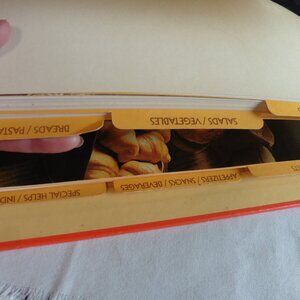 BREADS / PASTA
SALADS / VEGETABLES
SPECIAL HELPS / IND
APPETIZERS / SNACKS / BEVERAGES